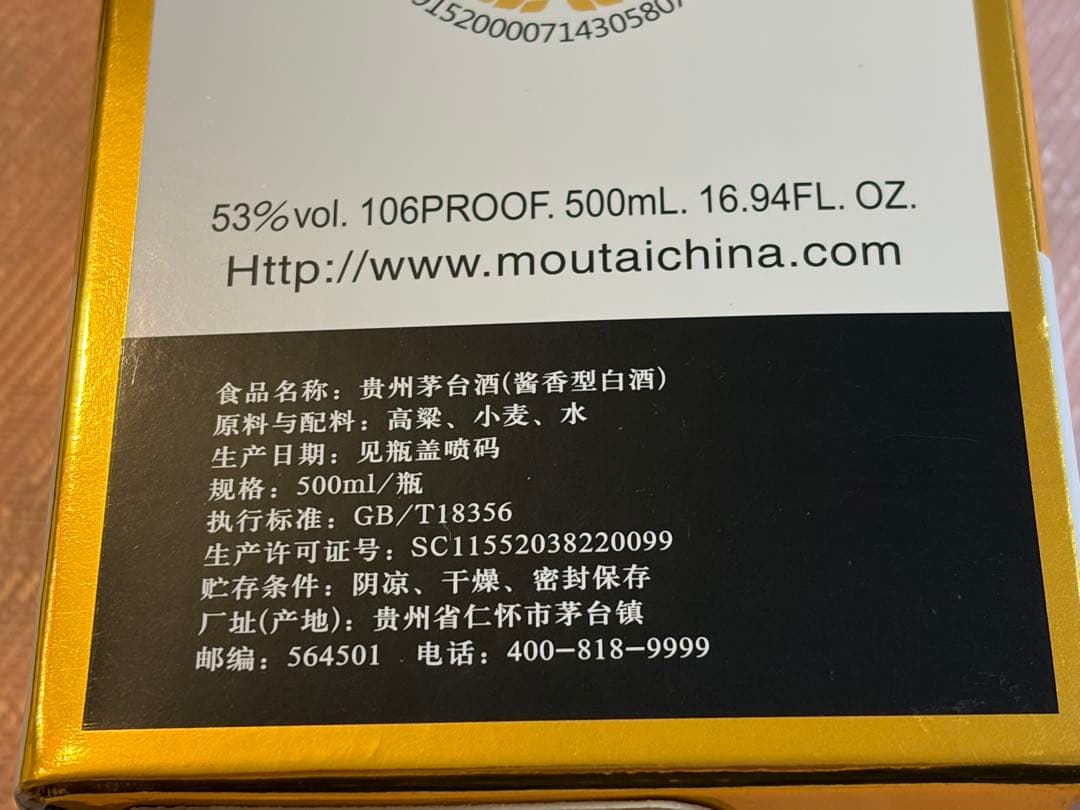 91520000714305807
53%vol. 106PROOF. 500mL. 16.94FL. OZ.
Http://www.moutaichina.com
食品名称：贵州茅台酒(酱香型白酒)
原料与配料：高粱、小麦、水
生产日期：见瓶盖喷码
规格：500ml/瓶
执行标准：GB/T18356
生产许可证号：SC11552038220099
贮存条件：阴凉、干燥、密封保存
厂址(产地)：贵州省仁怀市茅台镇
邮编：564501 电话：400-818-9999